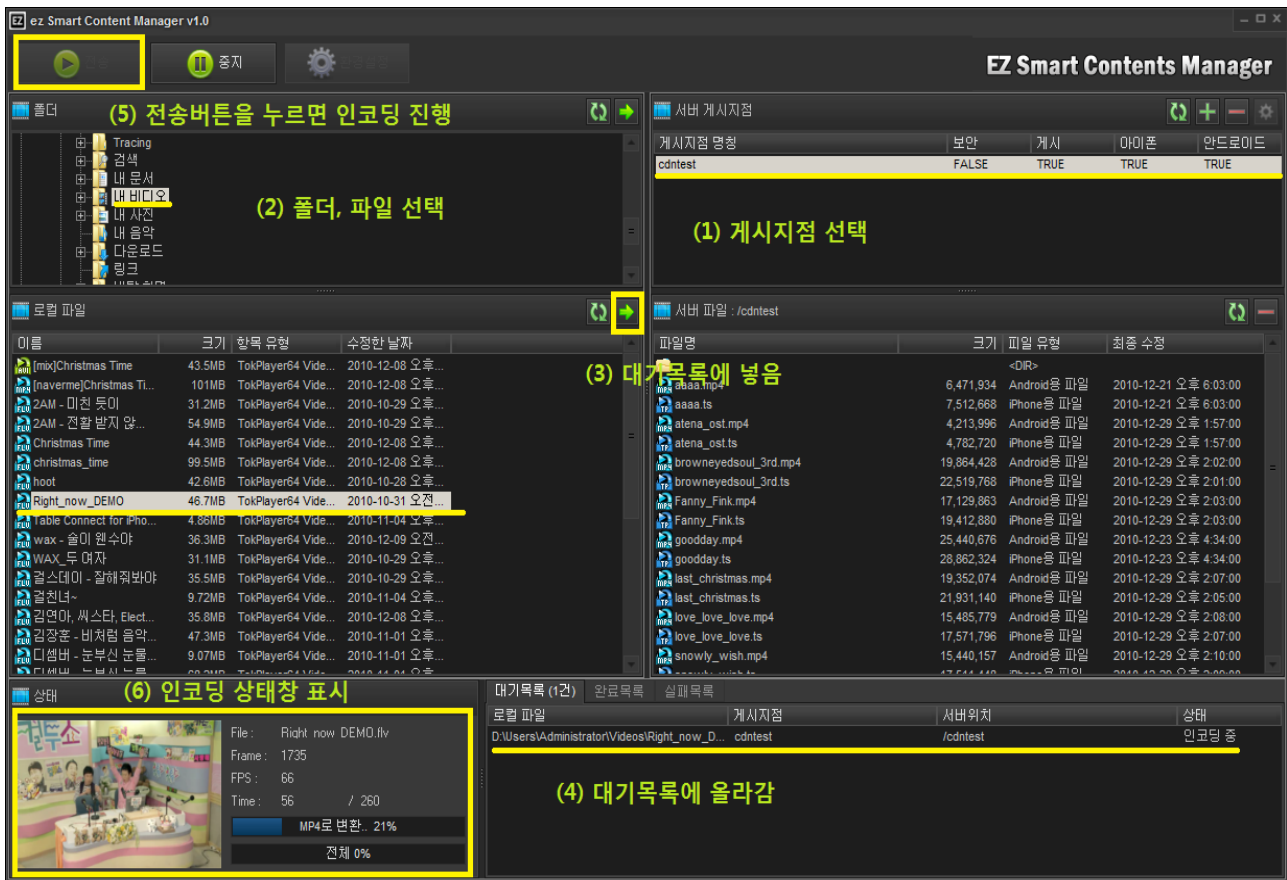 EZ ez Smart Content Manager v1.0
전송 중지 환경설정
EZ Smart Contents Manager
폴더
(5) 전송버튼을 누르면 인코딩 진행
Tracing
검색
내 문서
내 비디오
내 사진
내 음악
다운로드
링크
(2) 폴더, 파일 선택
서버 게시지점
게시지점 명칭 보안 게시 아이폰 안드로이드
cdntest FALSE TRUE TRUE TRUE
(1) 게시지점 선택
로컬 파일
이름 크기 항목 유형 수정한 날짜
[mix]Christmas Time 43.5MB TokPlayer64 Vide... 2010-12-08 오후...
[naverme]Christmas Ti... 101MB TokPlayer64 Vide... 2010-12-08 오후...
2AM - 미친 듯이 31.2MB TokPlayer64 Vide... 2010-10-29 오후...
2AM - 전활 받지 않... 54.9MB TokPlayer64 Vide... 2010-10-29 오후...
Christmas Time 44.3MB TokPlayer64 Vide... 2010-12-08 오후...
christmas_time 99.5MB TokPlayer64 Vide... 2010-12-08 오후...
hoot 42.6MB TokPlayer64 Vide... 2010-10-28 오후...
Right_now_DEMO 46.7MB TokPlayer64 Vide... 2010-10-31 오전...
Table Connect for iPho... 4.86MB TokPlayer64 Vide... 2010-11-04 오후...
wax - 술이 웬수야 36.3MB TokPlayer64 Vide... 2010-12-09 오전...
WAX_두 여자 31.1MB TokPlayer64 Vide... 2010-10-29 오후...
걸스데이 - 잘해줘봐야 35.5MB TokPlayer64 Vide... 2010-10-29 오후...
걸친녀~ 9.72MB TokPlayer64 Vide... 2010-11-04 오후...
김연아, 씨스타, Elect... 35.8MB TokPlayer64 Vide... 2010-12-08 오후...
김장훈 - 비처럼 음악... 47.3MB TokPlayer64 Vide... 2010-11-01 오후...
디셈버 - 눈부신 눈물... 9.07MB TokPlayer64 Vide... 2010-11-01 오후...
(3) 대기목록에 넣음
서버 파일 : /cdntest
파일명 크기 파일 유형 최종 수정
<DIR>
aaaa.mp4 6,471,934 Android용 파일 2010-12-21 오후 6:03:00
aaaa.ts 7,512,668 iPhone용 파일 2010-12-21 오후 6:03:00
atena_ost.mp4 4,213,996 Android용 파일 2010-12-29 오후 1:57:00
atena_ost.ts 4,782,720 iPhone용 파일 2010-12-29 오후 1:57:00
browneyedsoul_3rd.mp4 19,864,428 Android용 파일 2010-12-29 오후 2:02:00
browneyedsoul_3rd.ts 22,519,768 iPhone용 파일 2010-12-29 오후 2:01:00
Fanny_Fink.mp4 17,129,863 Android용 파일 2010-12-29 오후 2:03:00
Fanny_Fink.ts 19,412,880 iPhone용 파일 2010-12-29 오후 2:03:00
goodday.mp4 25,440,676 Android용 파일 2010-12-23 오후 4:34:00
goodday.ts 28,862,324 iPhone용 파일 2010-12-23 오후 4:34:00
last_christmas.mp4 19,352,074 Android용 파일 2010-12-29 오후 2:07:00
last_christmas.ts 21,931,140 iPhone용 파일 2010-12-29 오후 2:05:00
love_love_love.mp4 15,485,779 Android용 파일 2010-12-29 오후 2:08:00
love_love_love.ts 17,571,796 iPhone용 파일 2010-12-29 오후 2:07:00
snowly_wish.mp4 15,440,157 Android용 파일 2010-12-29 오후 2:10:00
상태
(6) 인코딩 상태창 표시
File : Right now DEMO.flv
Frame : 1735
FPS : 66
Time : 56 / 260
MP4로 변환.. 21%
전체 0%
대기목록 (1건) 완료목록 실패목록
로컬 파일 게시지점 서버위치 상태
D:\Users\Administrator\Videos\Right_now_D... cdntest /cdntest 인코딩 중
(4) 대기목록에 올라감